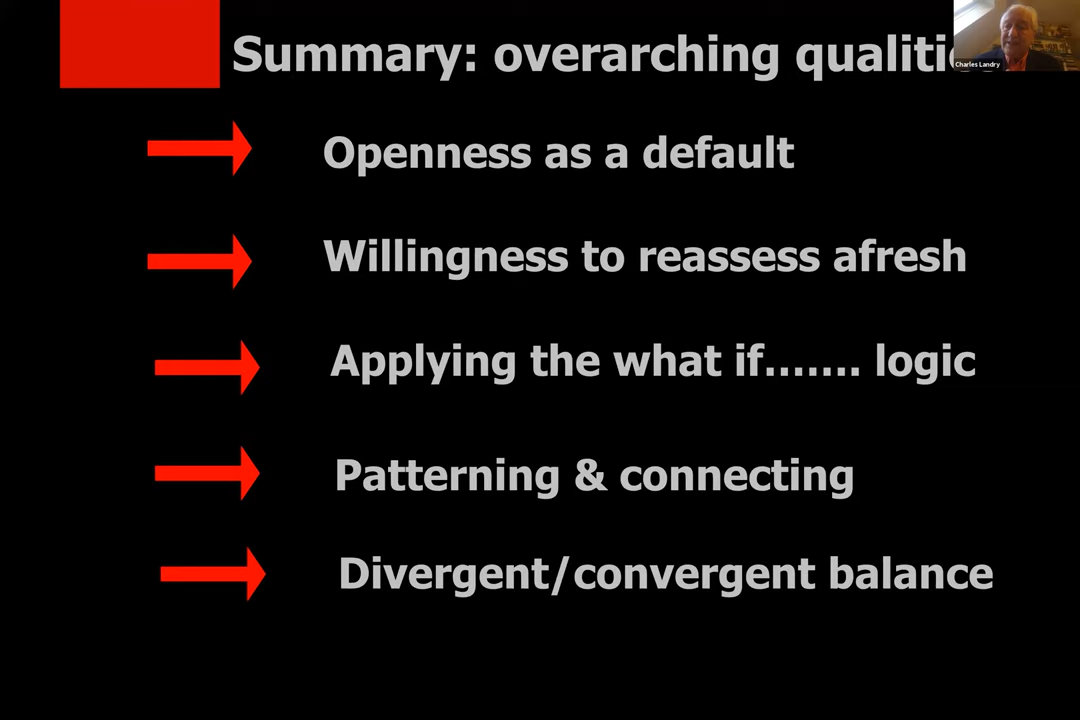 Summary: overarching qualiti
Charles Landry
Openness as a default
Willingness to reassess afresh
Applying the what if....... logic
Patterning & connecting
Divergent/convergent balance